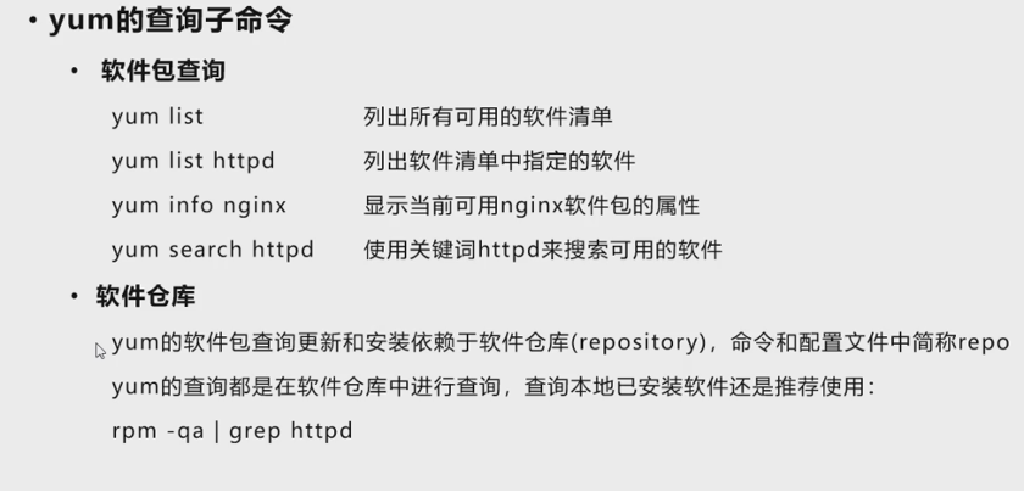 • yum的查询子命令
• 软件包查询
yum list 列出所有可用的软件清单
yum list httpd 列出软件清单中指定的软件
yum info nginx 显示当前可用nginx软件包的属性
yum search httpd 使用关键词httpd来搜索可用的软件
• 软件仓库
yum的软件包查询更新和安装依赖于软件仓库(repository)，命令和配置文件中简称repo
yum的查询都是在软件仓库中进行查询，查询本地已安装软件还是推荐使用：
rpm -qa | grep httpd